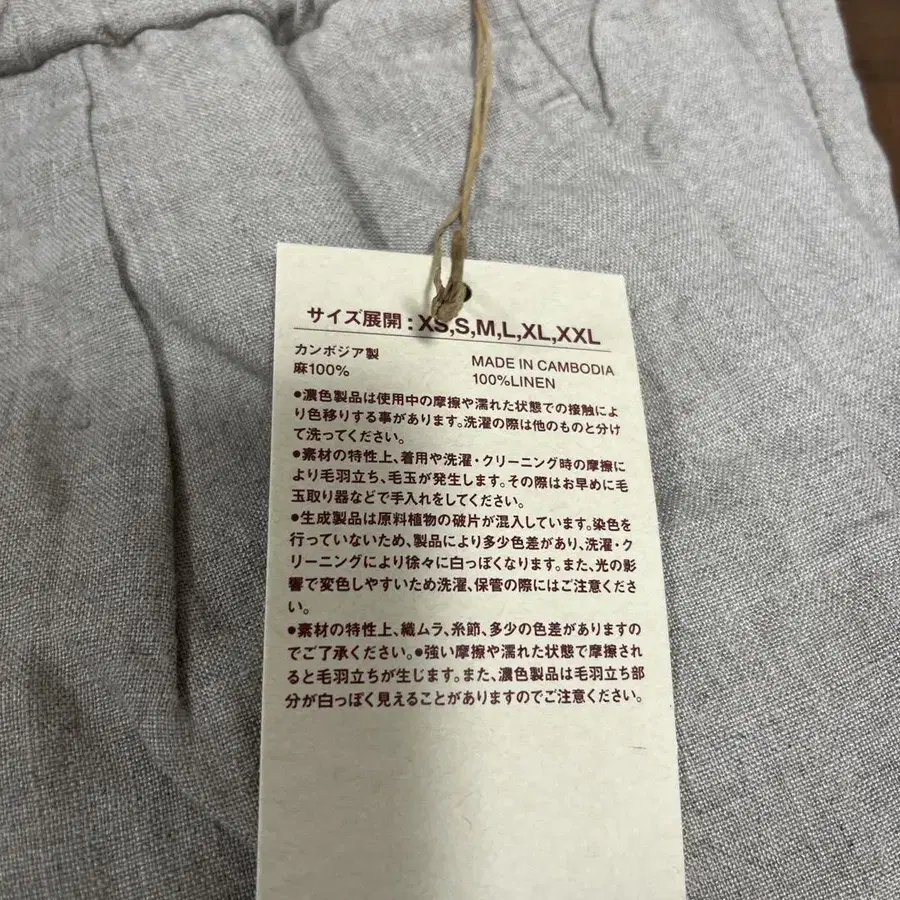 サイズ展開：XS,S,M,L,XL,XXL
カンボジア製
麻100%
MADE IN CAMBODIA
100%LINEN
●濃色製品は使用中の摩擦や濡れた状態での接触によ
り色移りする事があります。洗濯の際は他のものと分け
て洗ってください。
●素材の特性上、着用や洗濯・クリーニング時の摩擦に
より毛羽立ち、毛玉が発生します。その際はお早めに毛
玉取り器などで手入れをしてください。
●生成製品は原料植物の破片が混入しています。染色を
行っていないため、製品により多少色差があり、洗濯・ク
リーニングにより徐々に白っぽくなります。また、光の影
響で変色しやすいため洗濯、保管の際にはご注意くださ
い。
●素材の特性上、織ムラ、糸節、多少の色差がありますの
でご了承ください。●強い摩擦や濡れた状態で摩擦され
ると毛羽立ちが生じます。また、濃色製品は毛羽立ち部
分が白っぽく見えることがありますのでご注意ください。